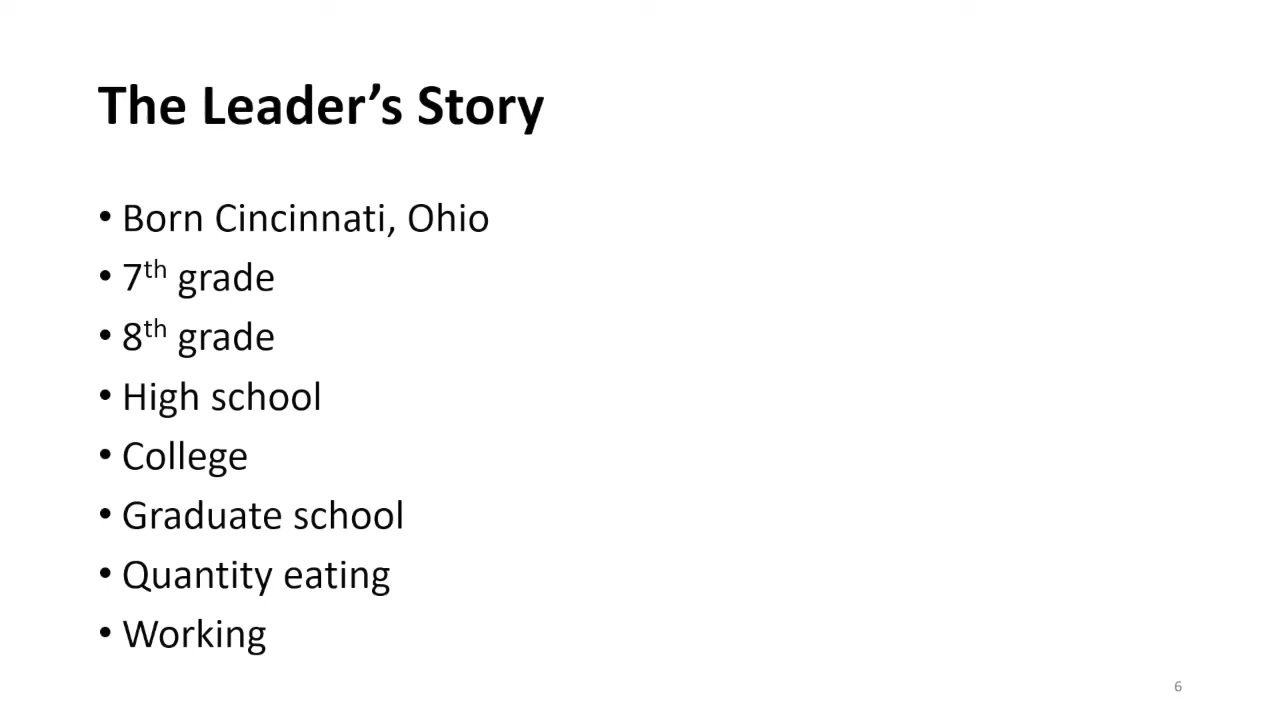 The Leader’s Story
• Born Cincinnati, Ohio
• 7th grade
• 8th grade
• High school
• College
• Graduate school
• Quantity eating
• Working
6